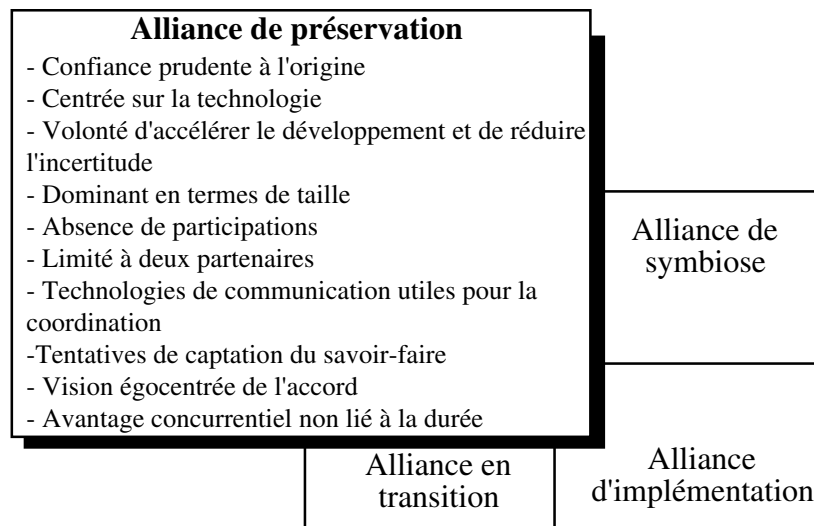 Alliance de préservation
- Confiance prudente à l'origine
- Centrée sur la technologie
- Volonté d'accélérer le développement et de réduire
l'incertitude
- Dominant en termes de taille
- Absence de participations
- Limité à deux partenaires
- Technologies de communication utiles pour la
coordination
-Tentatives de captation du savoir-faire
- Vision égocentrée de l'accord
- Avantage concurrentiel non lié à la durée
Alliance de
symbiose
Alliance en
transition
Alliance
d'implémentation